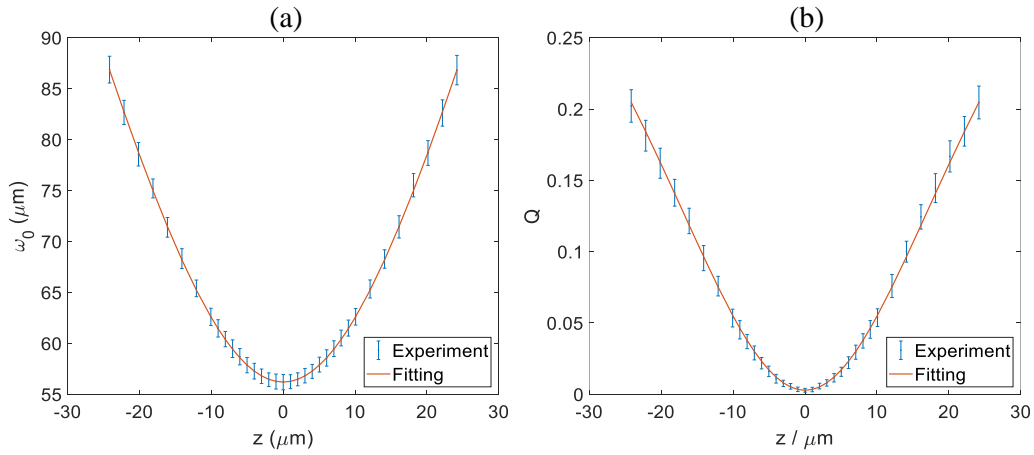 (a)
90
85
80
75
70
65
60
55
ω₀ (μm)
-30
-20
-10
0
10
20
30
z (μm)
Experiment
Fitting
(b)
0.25
0.2
0.15
0.1
0.05
0
Q
-30
-20
-10
0
10
20
30
z / μm
Experiment
Fitting